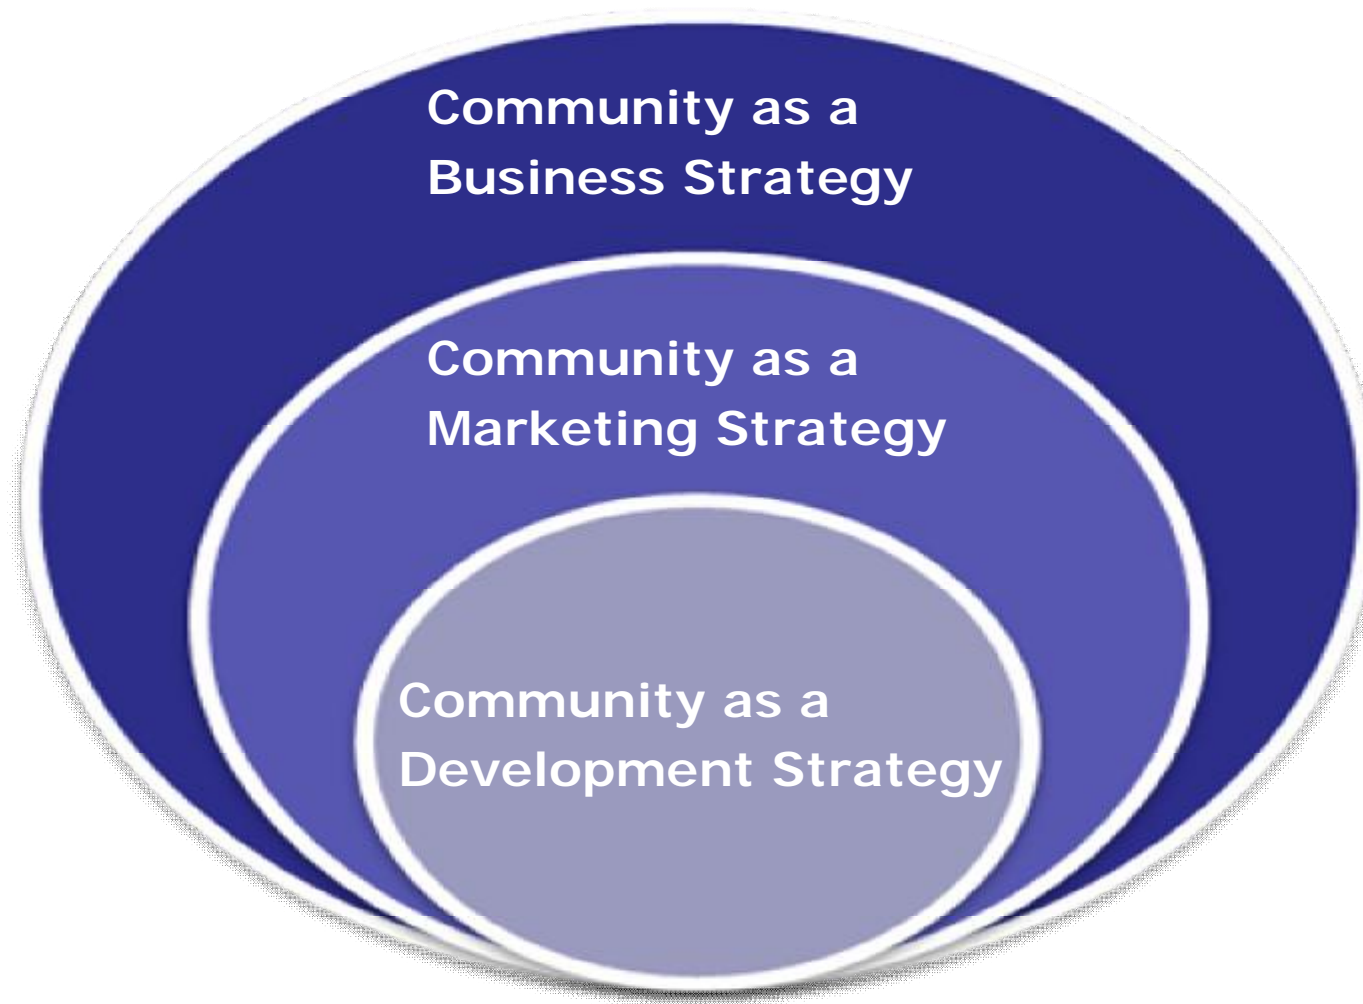 Community as a
Business Strategy
Community as a
Marketing Strategy
Community as a
Development Strategy